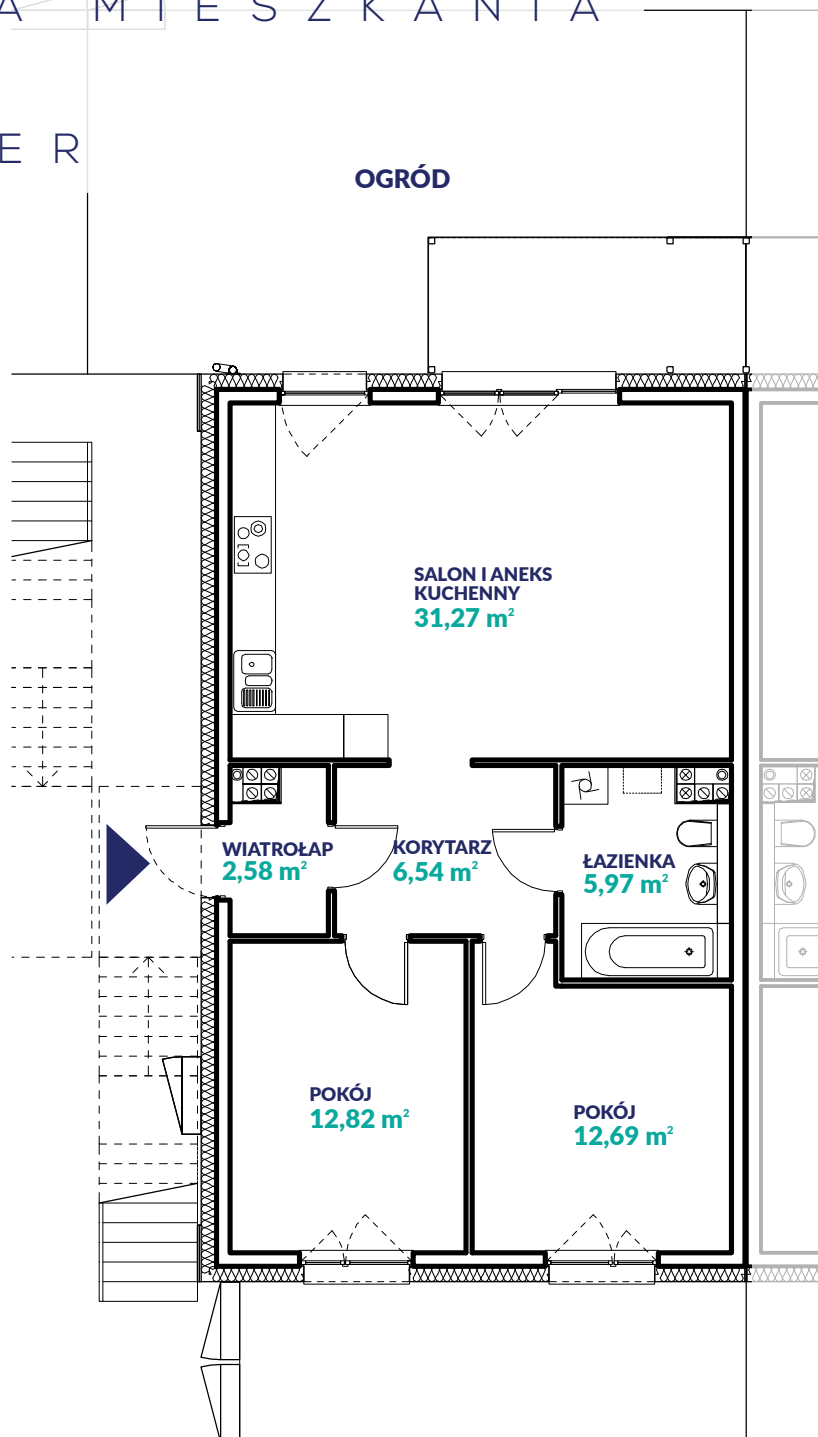 A MIESZKANIA
ER
OGRÓD
SALON I ANEKS
KUCHENNY
31,27 m²
WIATROŁAP
2,58 m²
KORYTARZ
6,54 m²
ŁAZIENKA
5,97 m²
POKÓJ
12,82 m²
POKÓJ
12,69 m²